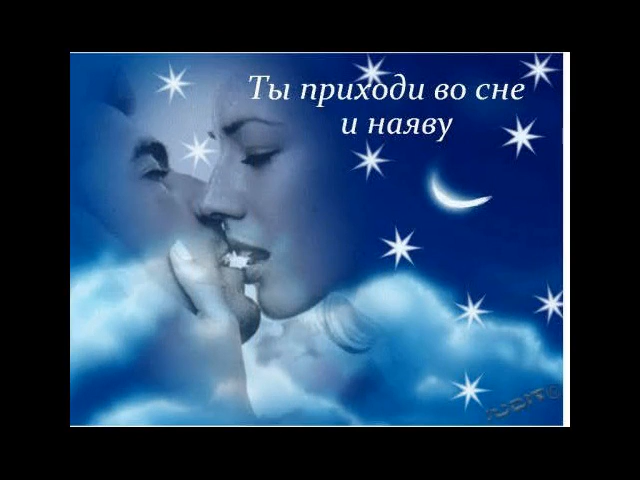 Ты приходи во сне
и наяву